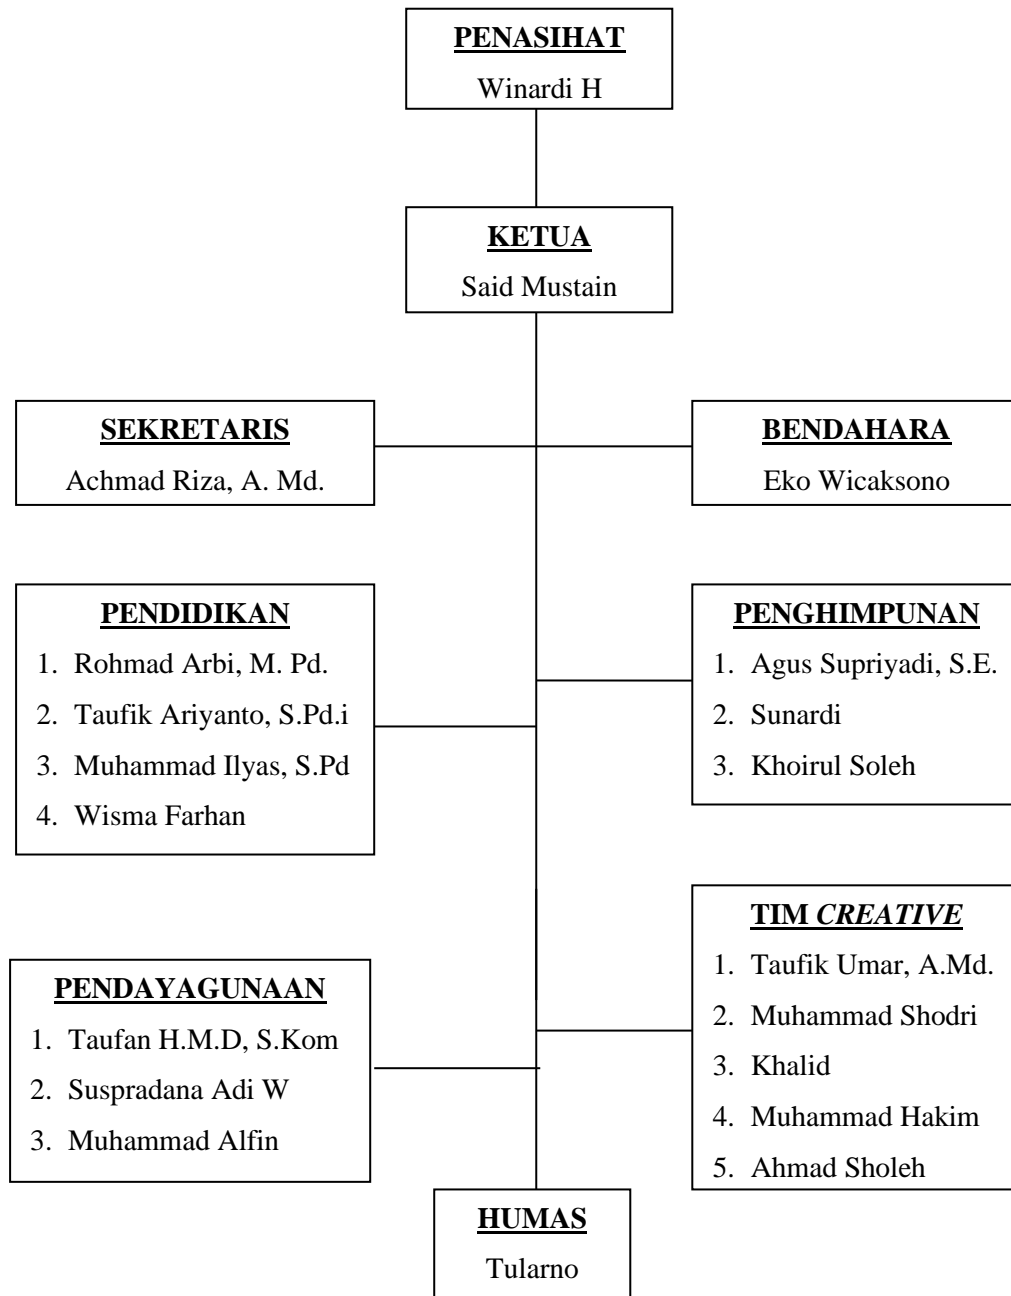 PENASIHAT
Winardi H
KETUA
Said Mustain
SEKRETARIS
Achmad Riza, A. Md.
BENDAHARA
Eko Wicaksono
PENDIDIKAN
1. Rohmad Arbi, M. Pd.
2. Taufik Ariyanto, S.Pd.i
3. Muhammad Ilyas, S.Pd
4. Wisma Farhan
PENGHIMPUNAN
1. Agus Supriyadi, S.E.
2. Sunardi
3. Khoirul Soleh
PENDAYAGUNAAN
1. Taufan H.M.D, S.Kom
2. Suspradana Adi W
3. Muhammad Alfin
TIM CREATIVE
1. Taufik Umar, A.Md.
2. Muhammad Shodri
3. Khalid
4. Muhammad Hakim
5. Ahmad Sholeh
HUMAS
Tularno